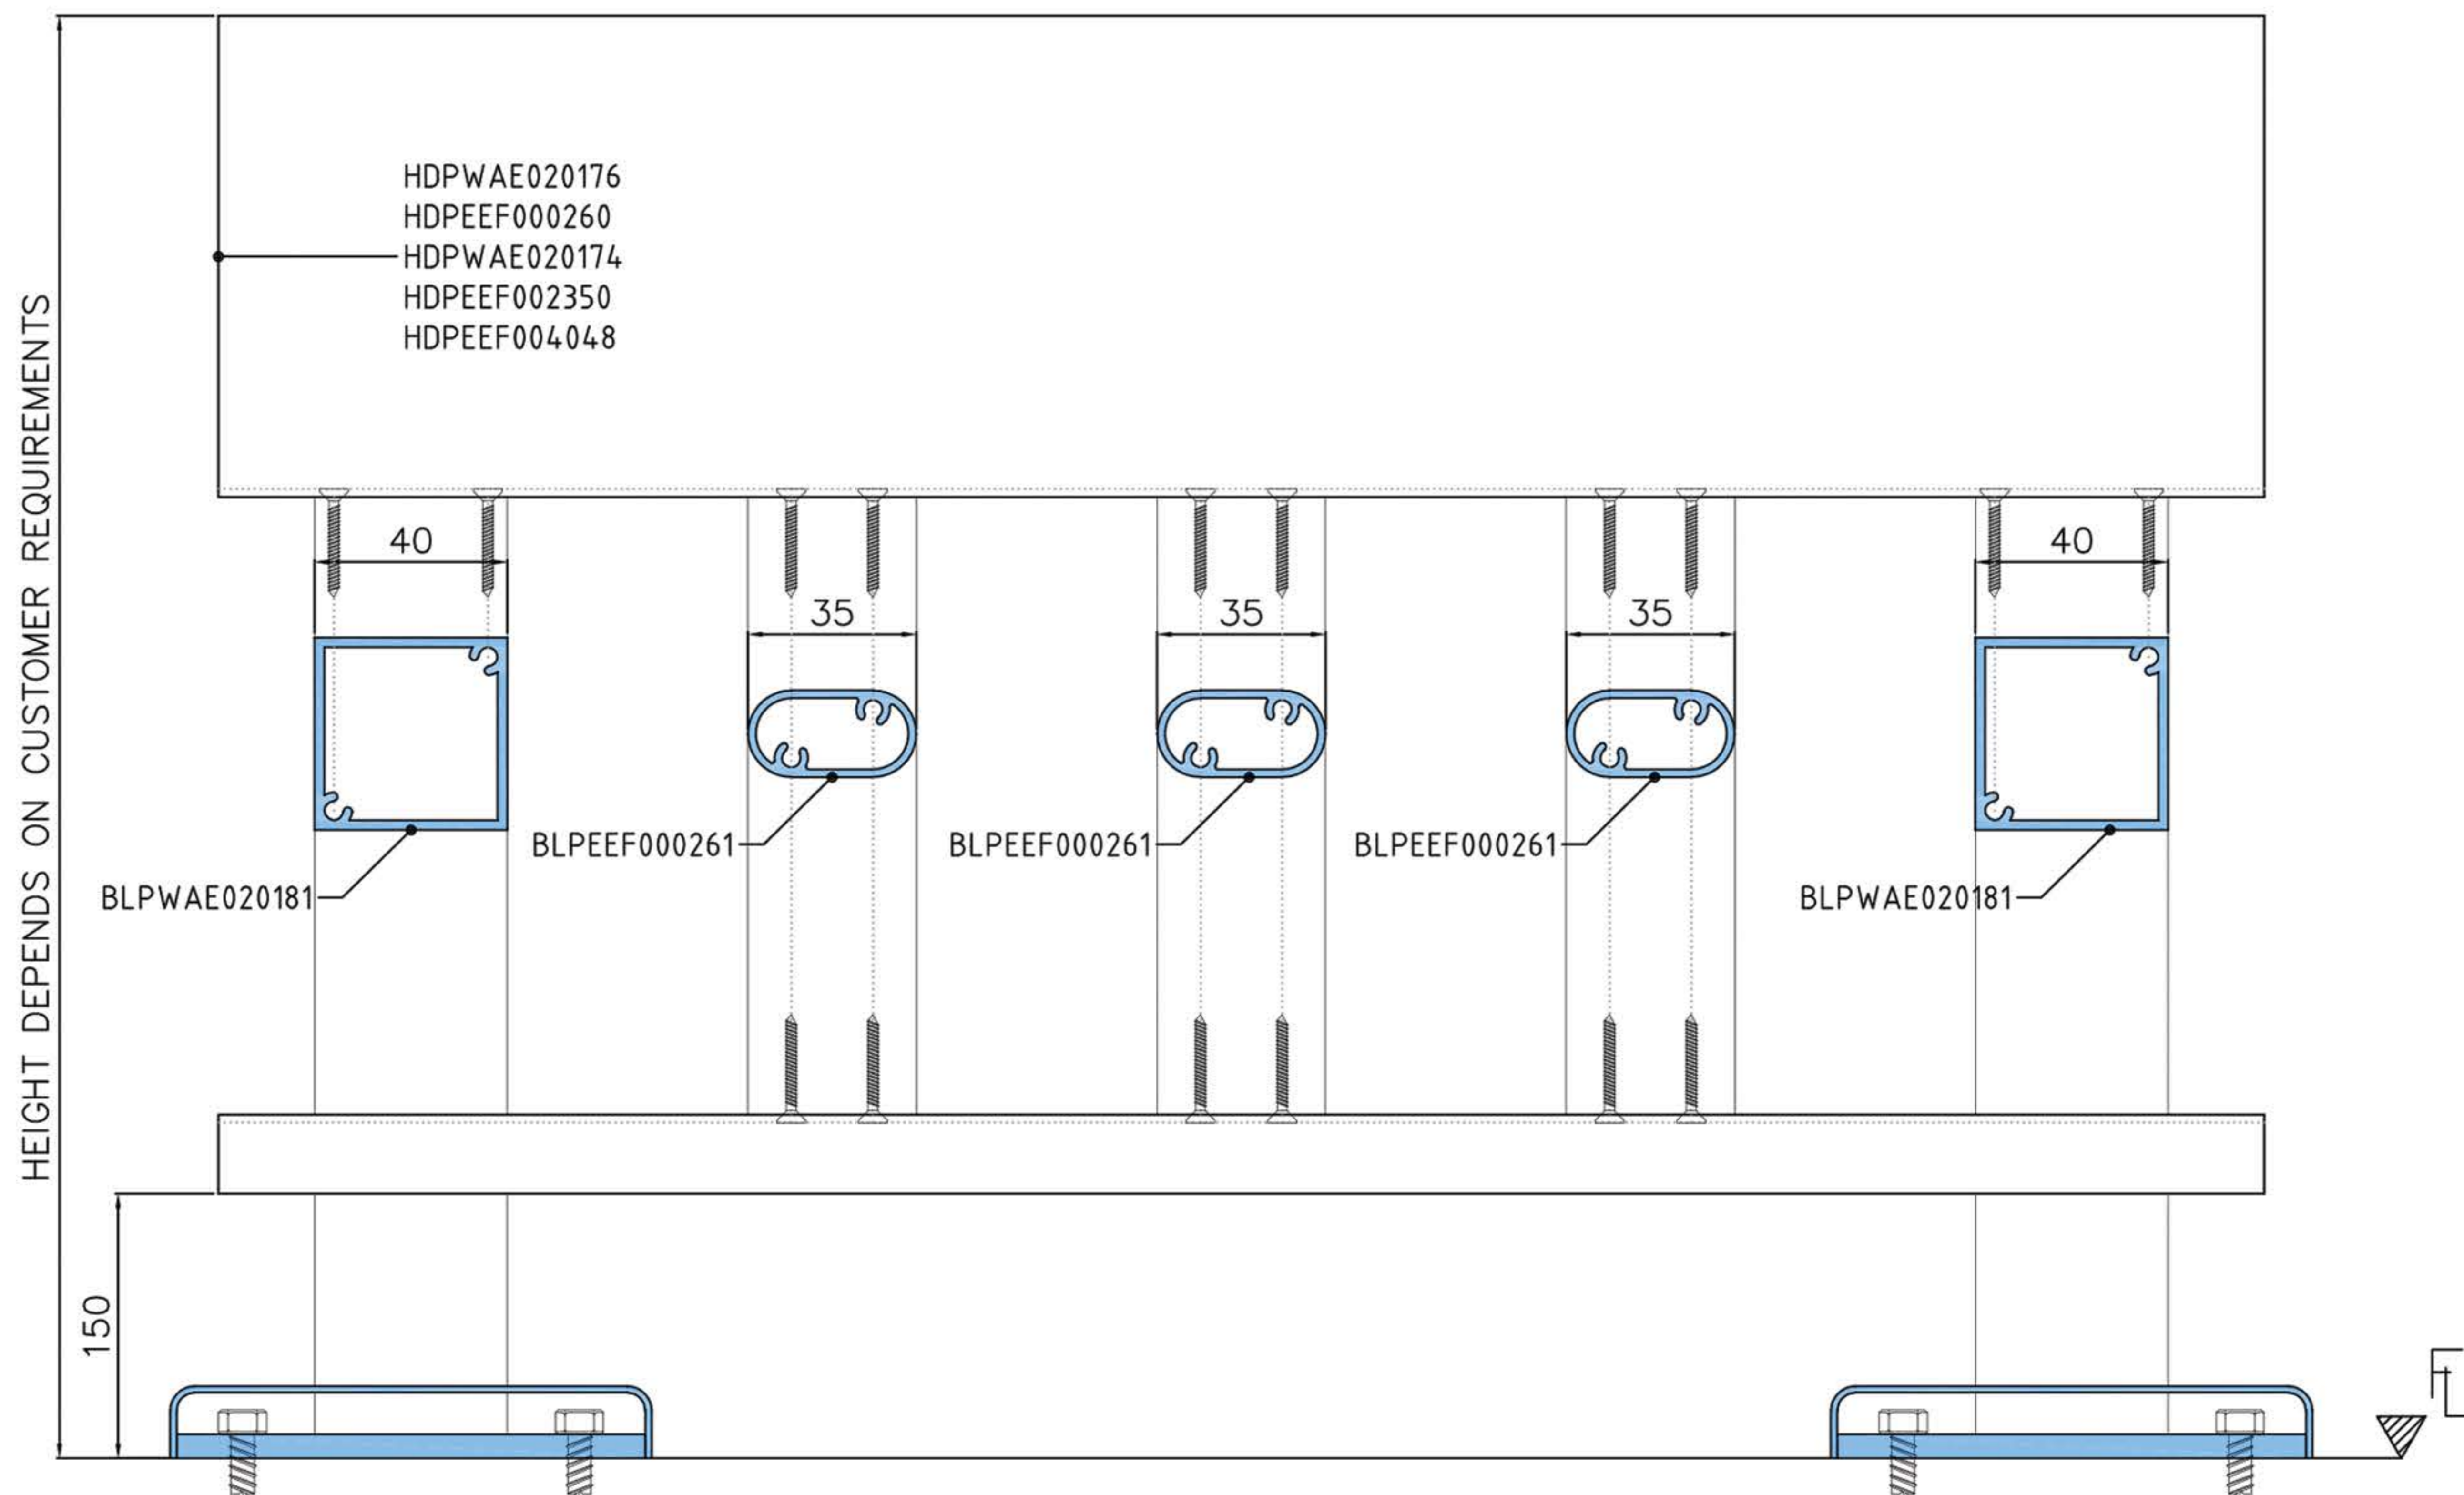 HDPWAE020176
HDPEEF000260
HDPWAE020174
HDPEEF002350
HDPEEF004048
HEIGHT DEPENDS ON CUSTOMER REQUIREMENTS
40
40
35
35
35
BLPEEF000261
BLPEEF000261
BLPEEF000261
BLPWAE020181
BLPWAE020181
150